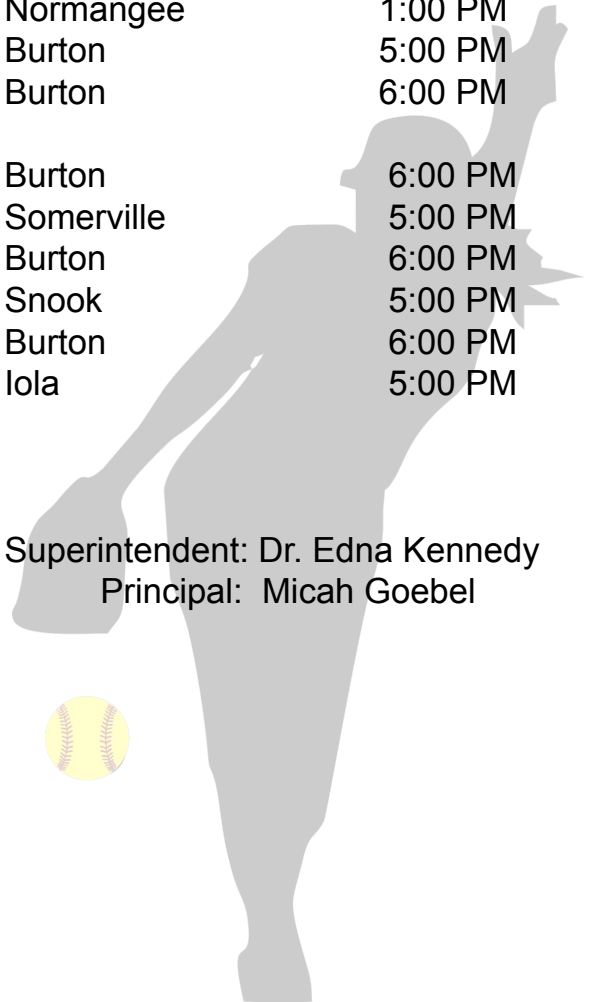 Normangee 1:00 PM
Burton 5:00 PM
Burton 6:00 PM
Burton 6:00 PM
Somerville 5:00 PM
Burton 6:00 PM
Snook 5:00 PM
Burton 6:00 PM
Iola 5:00 PM
Superintendent: Dr. Edna Kennedy
Principal: Micah Goebel